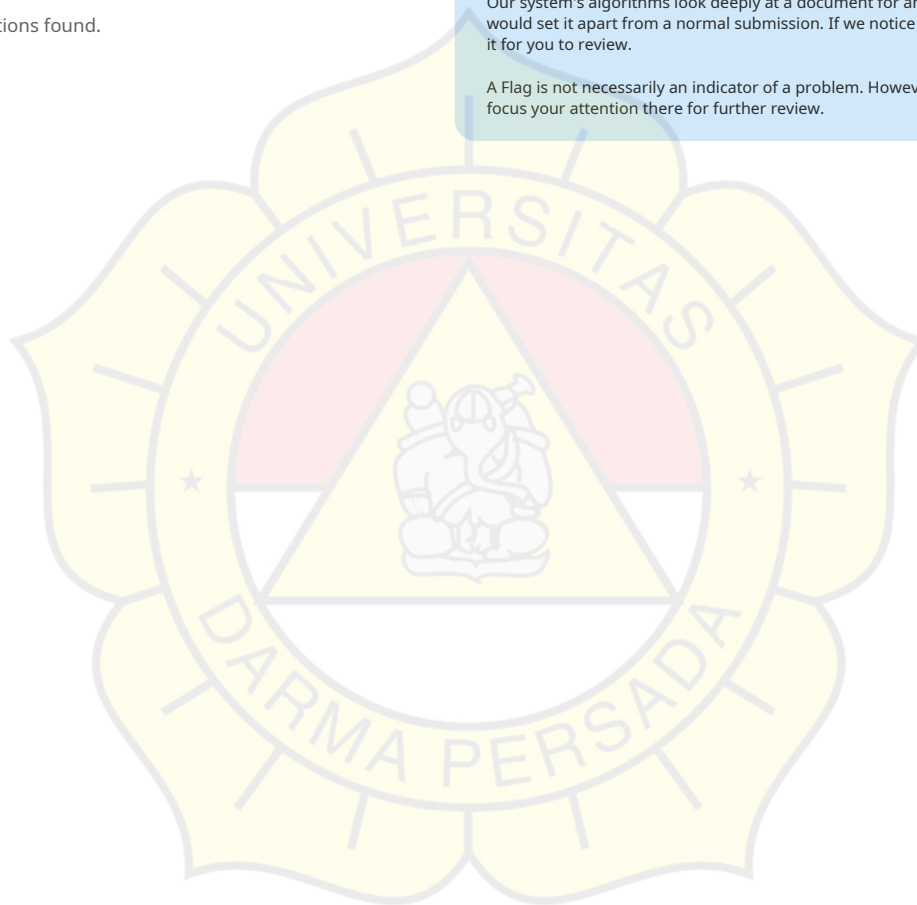 tions found.
Our system's algorithms look deeply at a document for an
would set it apart from a normal submission. If we notice
it for you to review.
A Flag is not necessarily an indicator of a problem. Howev
focus your attention there for further review.
UNIVERSITAS
DARMA PERSADA